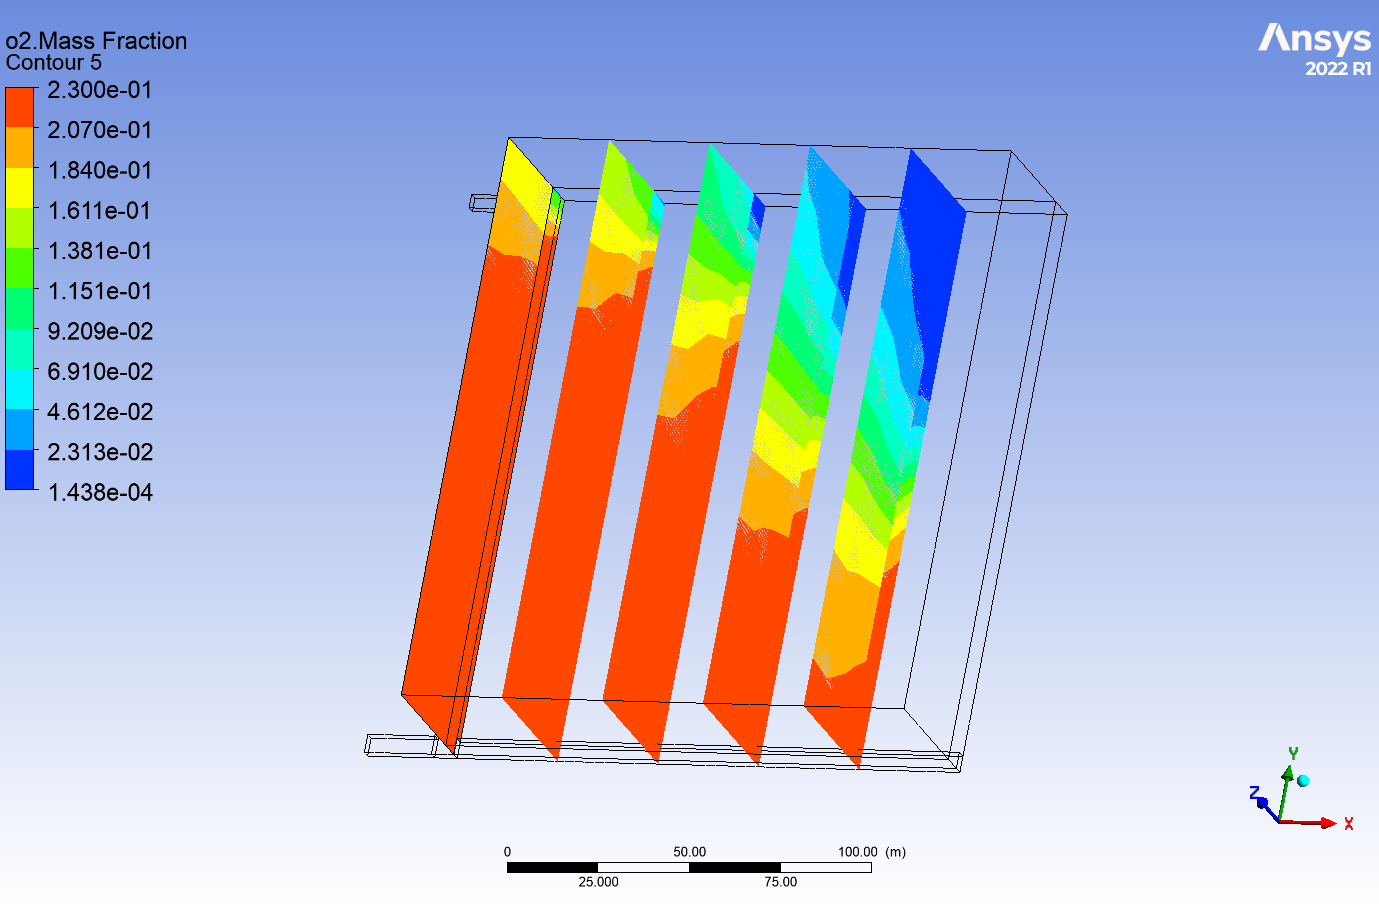 o2.Mass Fraction
Contour 5
2.300e-01
2.070e-01
1.840e-01
1.611e-01
1.381e-01
1.151e-01
9.209e-02
6.910e-02
4.612e-02
2.313e-02
1.438e-04
Ansys
2022 R1
Y
Z
X
0 50.00 100.00 (m)
25.000 75.00